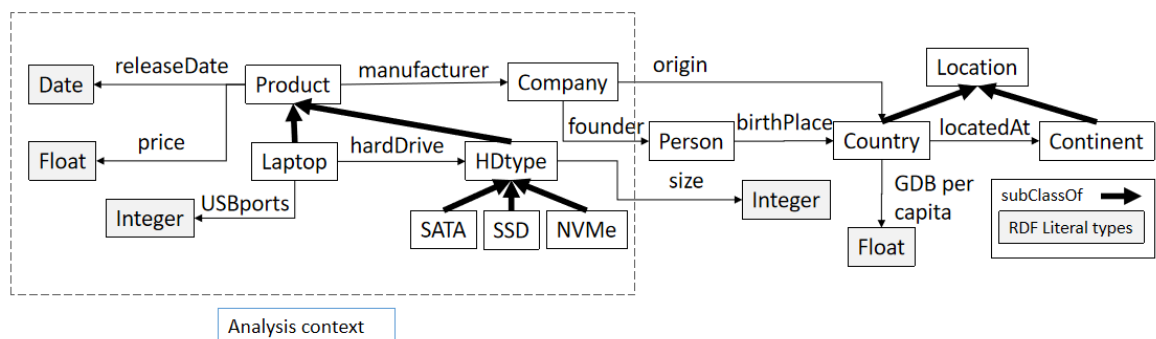 releaseDate
manufacturer
origin
Location
Date
Product
Company
founder
birthPlace
locatedAt
price
hardDrive
Person
Country
Continent
Float
Laptop
HDtype
size
GDB per
capita
subClassOf
USBports
Integer
Integer
RDF Literal types
SATA
SSD
NVMe
Float
Analysis context